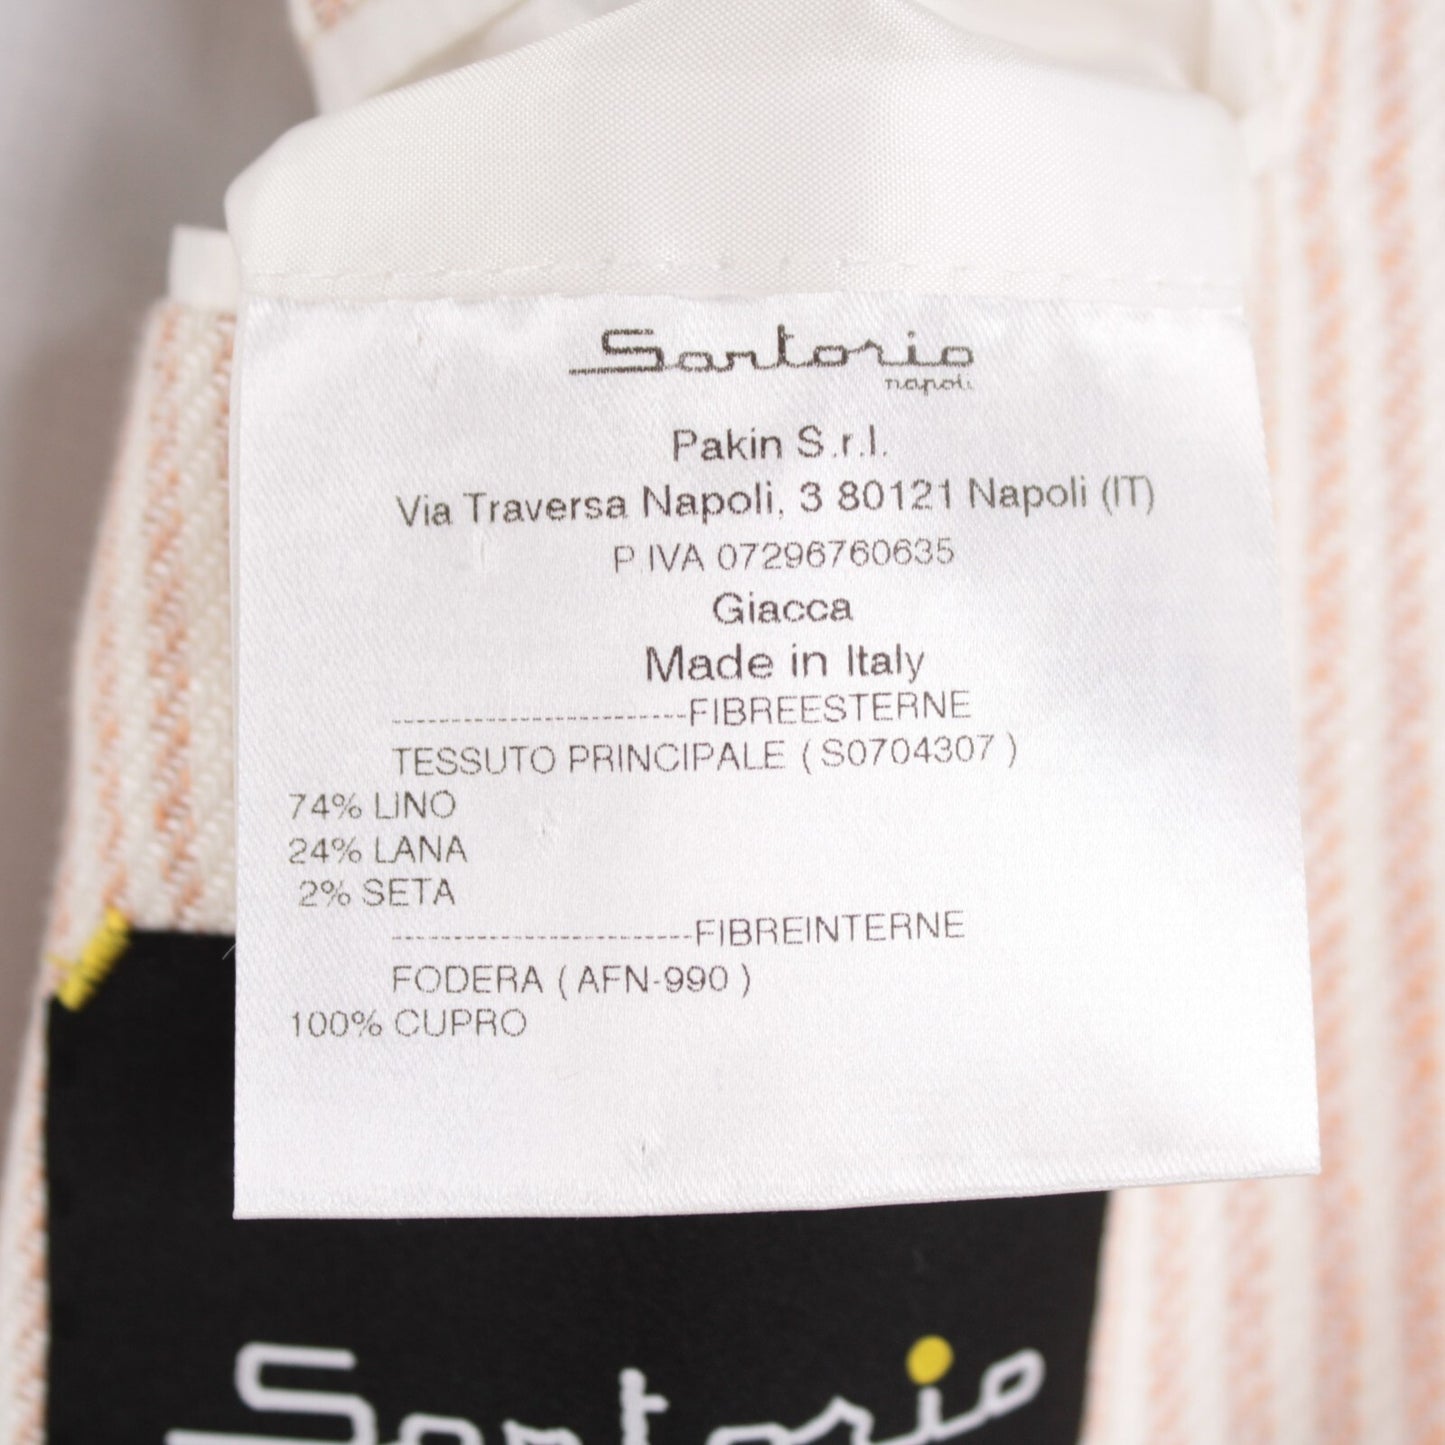 Sartorio
napoli
Pakin S.r.l.
Via Traversa Napoli, 3 80121 Napoli (IT)
P.IVA 07296760635
Giacca
Made in Italy
-------------------------FIBREESTERNE
TESSUTO PRINCIPALE ( S0704307 )
74% LINO
24% LANA
2% SETA
-------------------------FIBREINTERNE
FODERA ( AFN-990 )
100% CUPRO
Sartorio